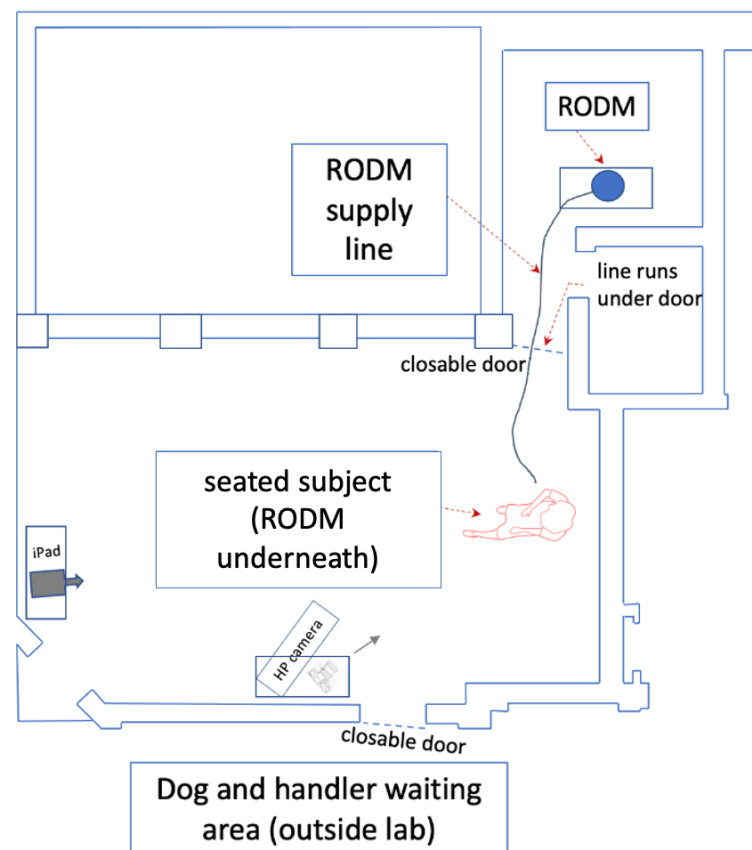 RODM
RODM
supply
line
line runs
under door
closable door
seated subject
(RODM
underneath)
iPad
HP camera
closable door
Dog and handler waiting
area (outside lab)